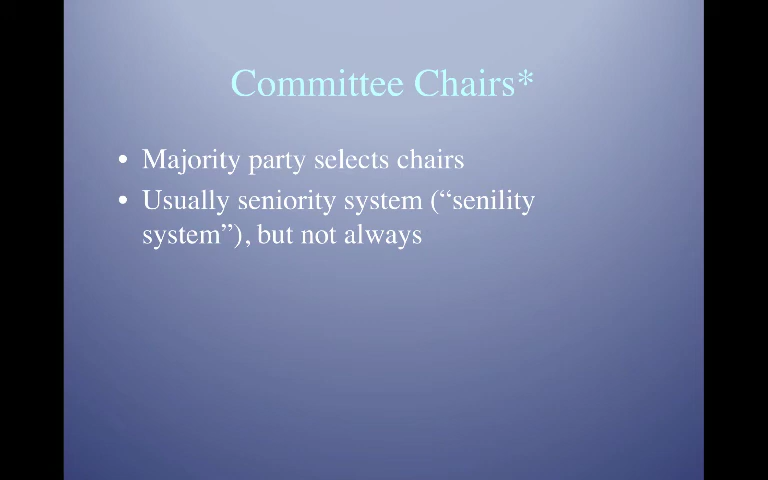 Committee Chairs*
• Majority party selects chairs
• Usually seniority system (“senility
system”), but not always